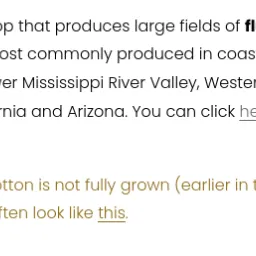 op that produces large fields of fl
ost commonly produced in coas
er Mississippi River Valley, Wester
rnia and Arizona. You can click he
tton is not fully grown (earlier in t
ften look like this.